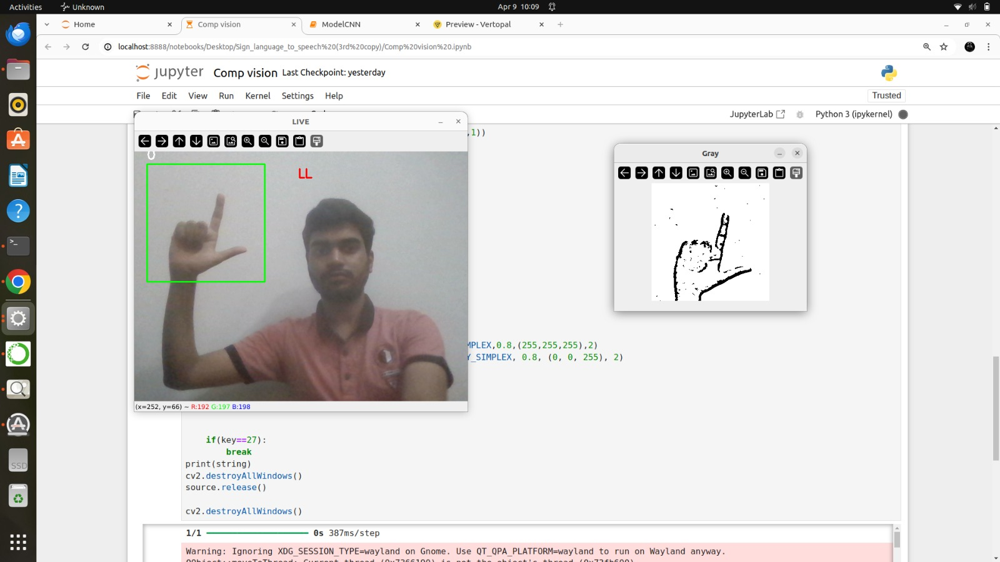 Activities
Unknown
Apr 9 10:09
Home
Comp vision
ModelCNN
Preview - Vertopal
localhost:8888/notebooks/Desktop/Sign_language_to_speech%20(3rd%20copy)/Comp%20vision%20.ipynb
jupyter
Comp vision
Last Checkpoint: yesterday
File Edit View Run Kernel Settings Help
Trusted
JupyterLab
Python 3 (ipykernel)
LIVE
,1))
Gray
0
LL
MPLEX,0.8,(255,255,255),2)
Y_SIMPLEX, 0.8, (0, 0, 255), 2)
(x=252, y=66) ~ R:192 G:197 B:198
if(key==27):
break
print(string)
cv2.destroyAllWindows()
source.release()
cv2.destroyAllWindows()
SSD
1/1 0s 387ms/step
Warning: Ignoring XDG_SESSION_TYPE=wayland on Gnome. Use QT_QPA_PLATFORM=wayland to run on Wayland anyway.